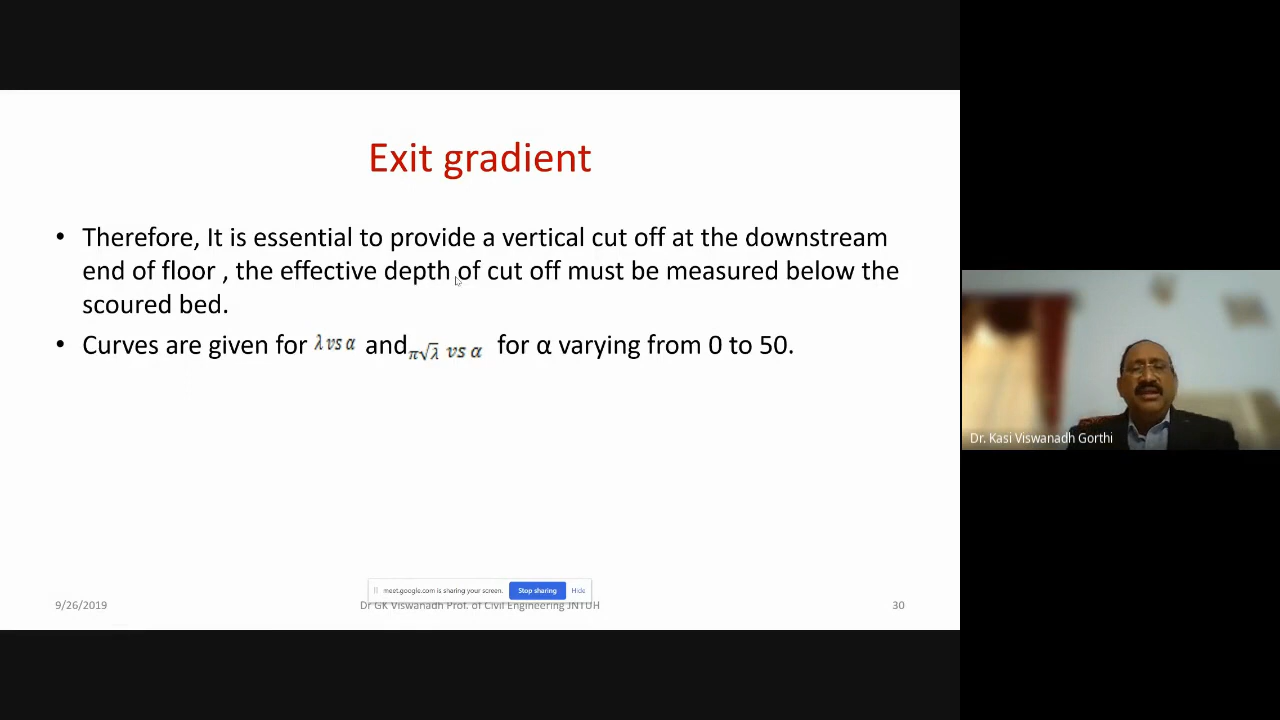 Exit gradient
• Therefore, It is essential to provide a vertical cut off at the downstream
end of floor , the effective depth of cut off must be measured below the
scoured bed.
• Curves are given for λ vs α and π√λ vs α for α varying from 0 to 50.
Dr. Kasi Viswanadh Gorthi
meet.google.com is sharing your screen. Stop sharing Hide
9/26/2019 Dr GK Viswanadh Prof. of Civil Engineering JNTUH 30